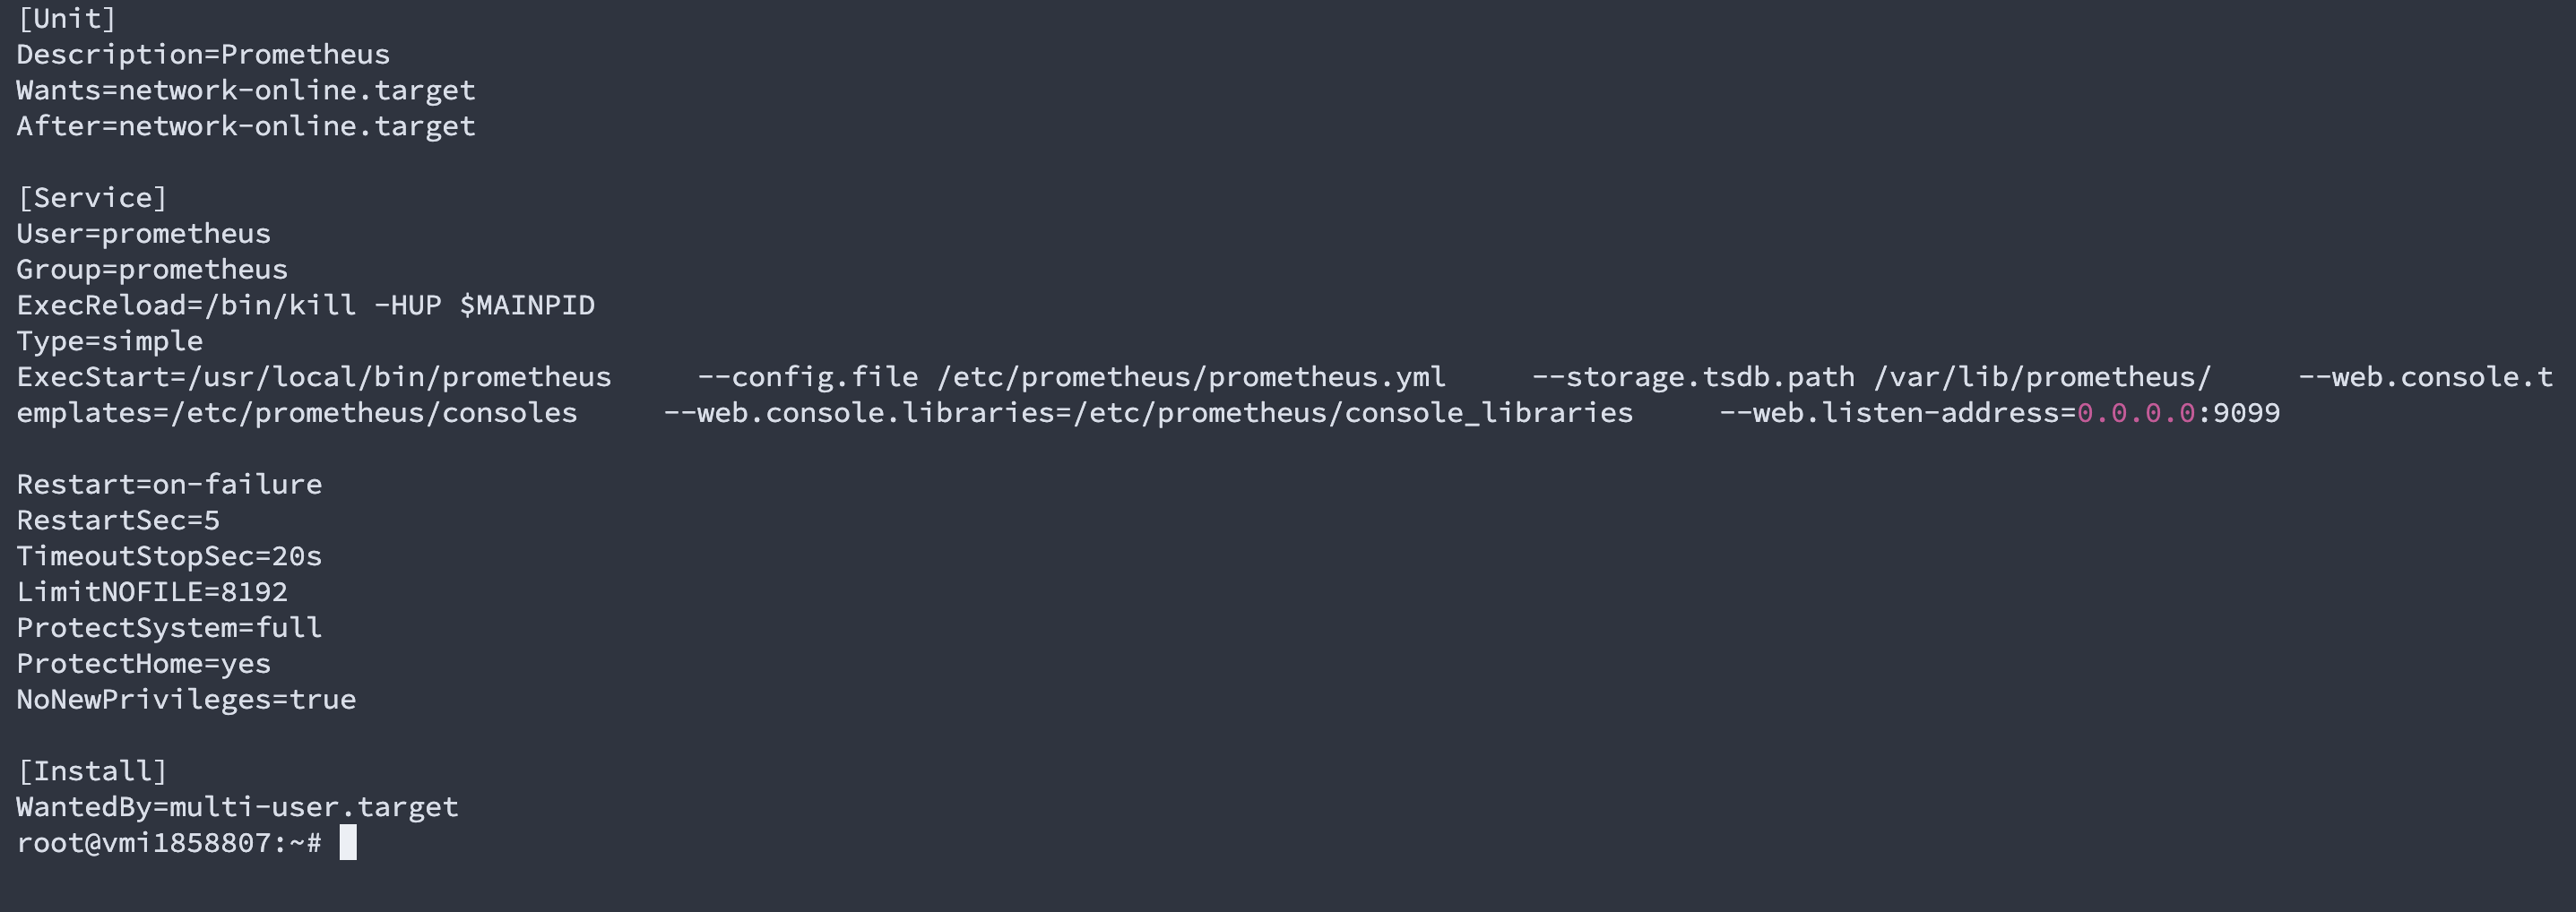 [Unit]
Description=Prometheus
Wants=network-online.target
After=network-online.target

[Service]
User=prometheus
Group=prometheus
ExecReload=/bin/kill -HUP $MAINPID
Type=simple
ExecStart=/usr/local/bin/prometheus     --config.file /etc/prometheus/prometheus.yml     --storage.tsdb.path /var/lib/prometheus/     --web.console.t
emplates=/etc/prometheus/consoles     --web.console.libraries=/etc/prometheus/console_libraries     --web.listen-address=0.0.0.0:9099

Restart=on-failure
RestartSec=5
TimeoutStopSec=20s
LimitNOFILE=8192
ProtectSystem=full
ProtectHome=yes
NoNewPrivileges=true

[Install]
WantedBy=multi-user.target
root@vmi1858807:~#